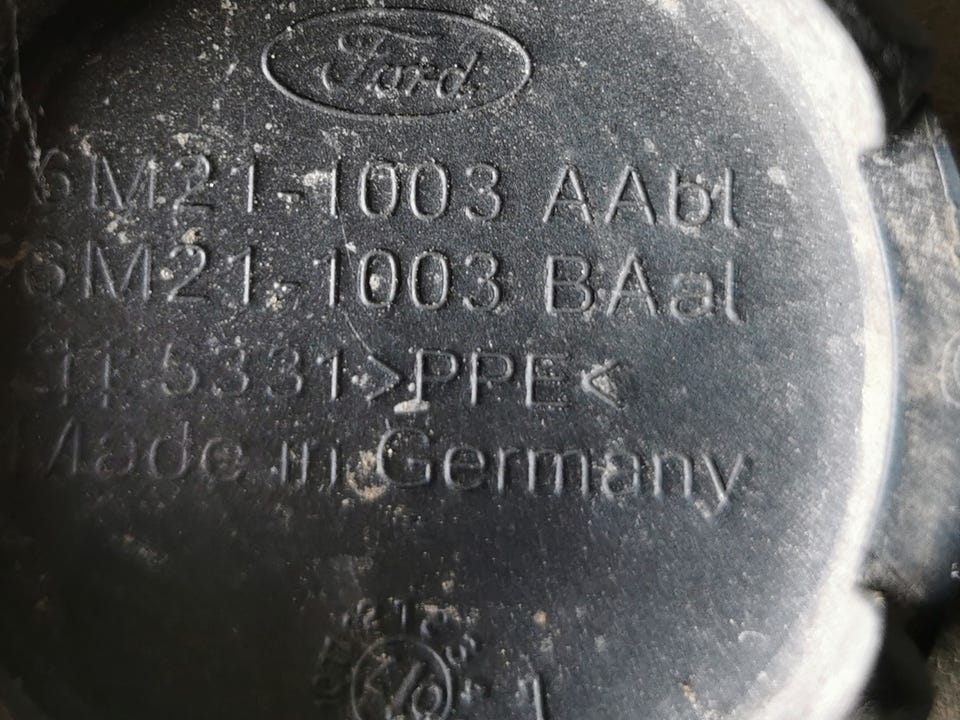 Ford
6M21-1003 AAbl
6M21-1003 BAal
5331 >PPE<
Made in Germany